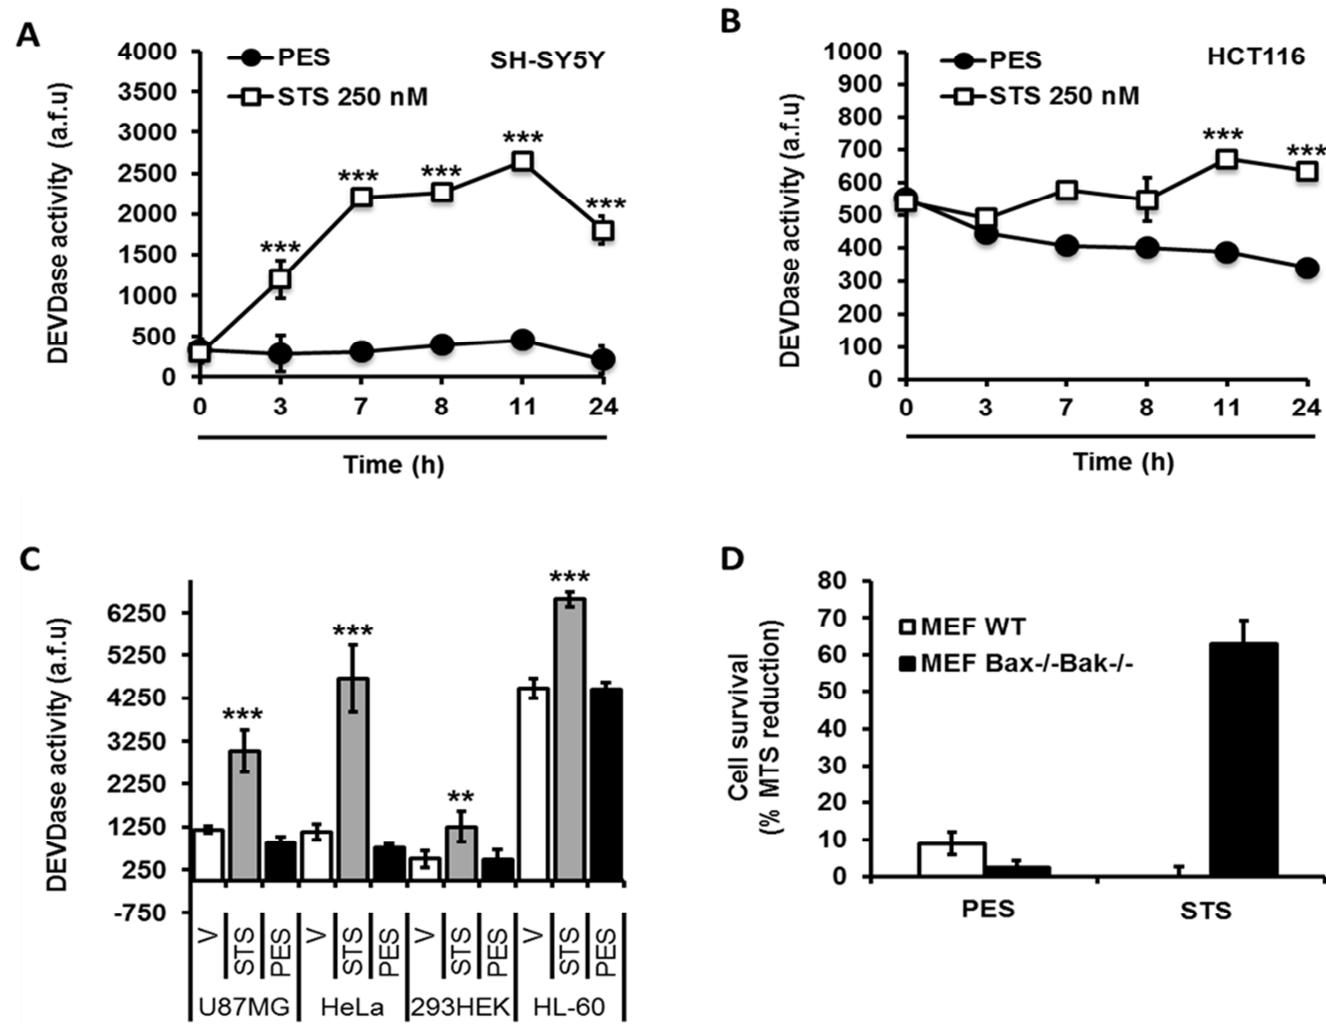 A
4000
3500
3000
2500
2000
1500
1000
500
0
DEVDase activity (a.f.u)
PES
STS 250 nM
SH-SY5Y
***
***
***
***
***
0 3 7 8 11 24
Time (h)
B
1000
900
800
700
600
500
400
300
200
100
0
DEVDase activity (a.f.u)
PES
STS 250 nM
HCT116
***
***
0 3 7 8 11 24
Time (h)
C
6250
5250
4250
3250
2250
1250
250
-750
DEVDase activity (a.f.u)
***
***
**
***
V STS PES V STS PES V STS PES V STS PES
U87MG HeLa 293HEK HL-60
D
80
70
60
50
40
30
20
10
0
Cell survival
(% MTS reduction)
MEF WT
MEF Bax-/-Bak-/-
PES STS